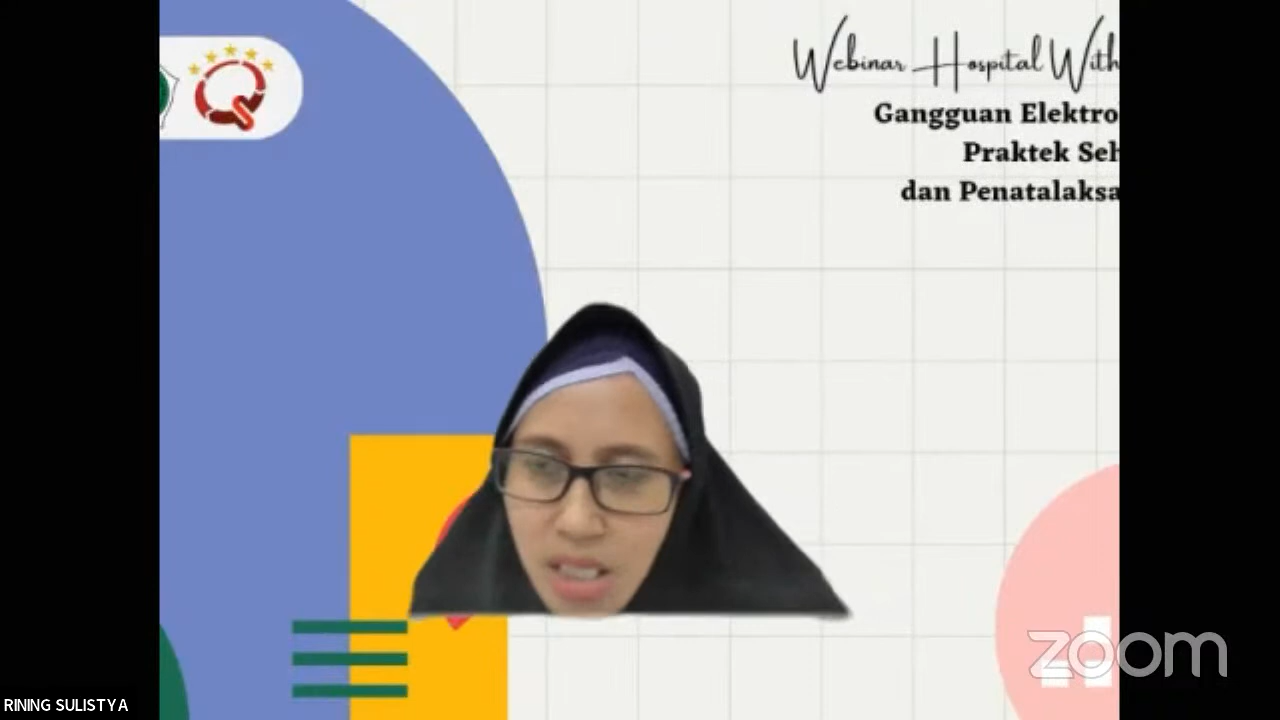 Webinar Hospital With
Gangguan Elektro
Praktek Seh
dan Penatalaksa
zoom
RINING SULISTYA